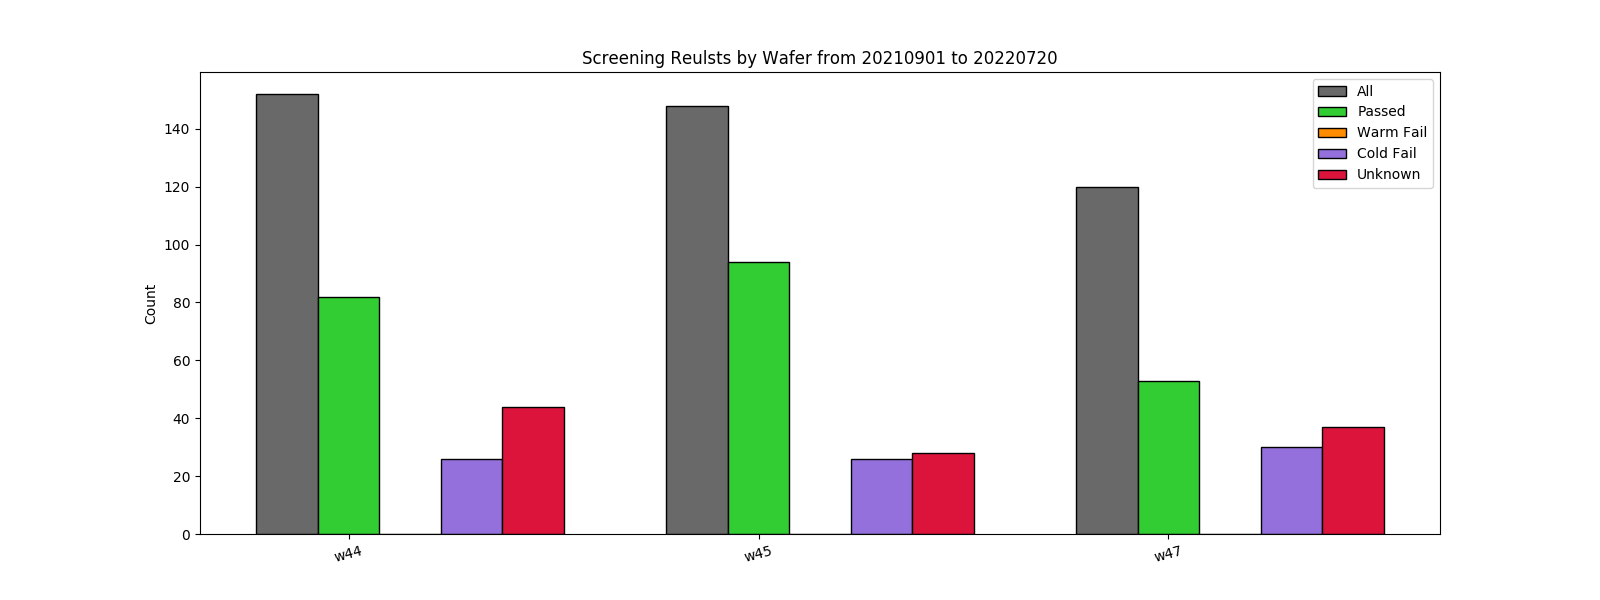 Screening Reulsts by Wafer from 20210901 to 20220720
All
Passed
Warm Fail
Cold Fail
Unknown
Count
140
120
100
80
60
40
20
0
w44
w45
w47